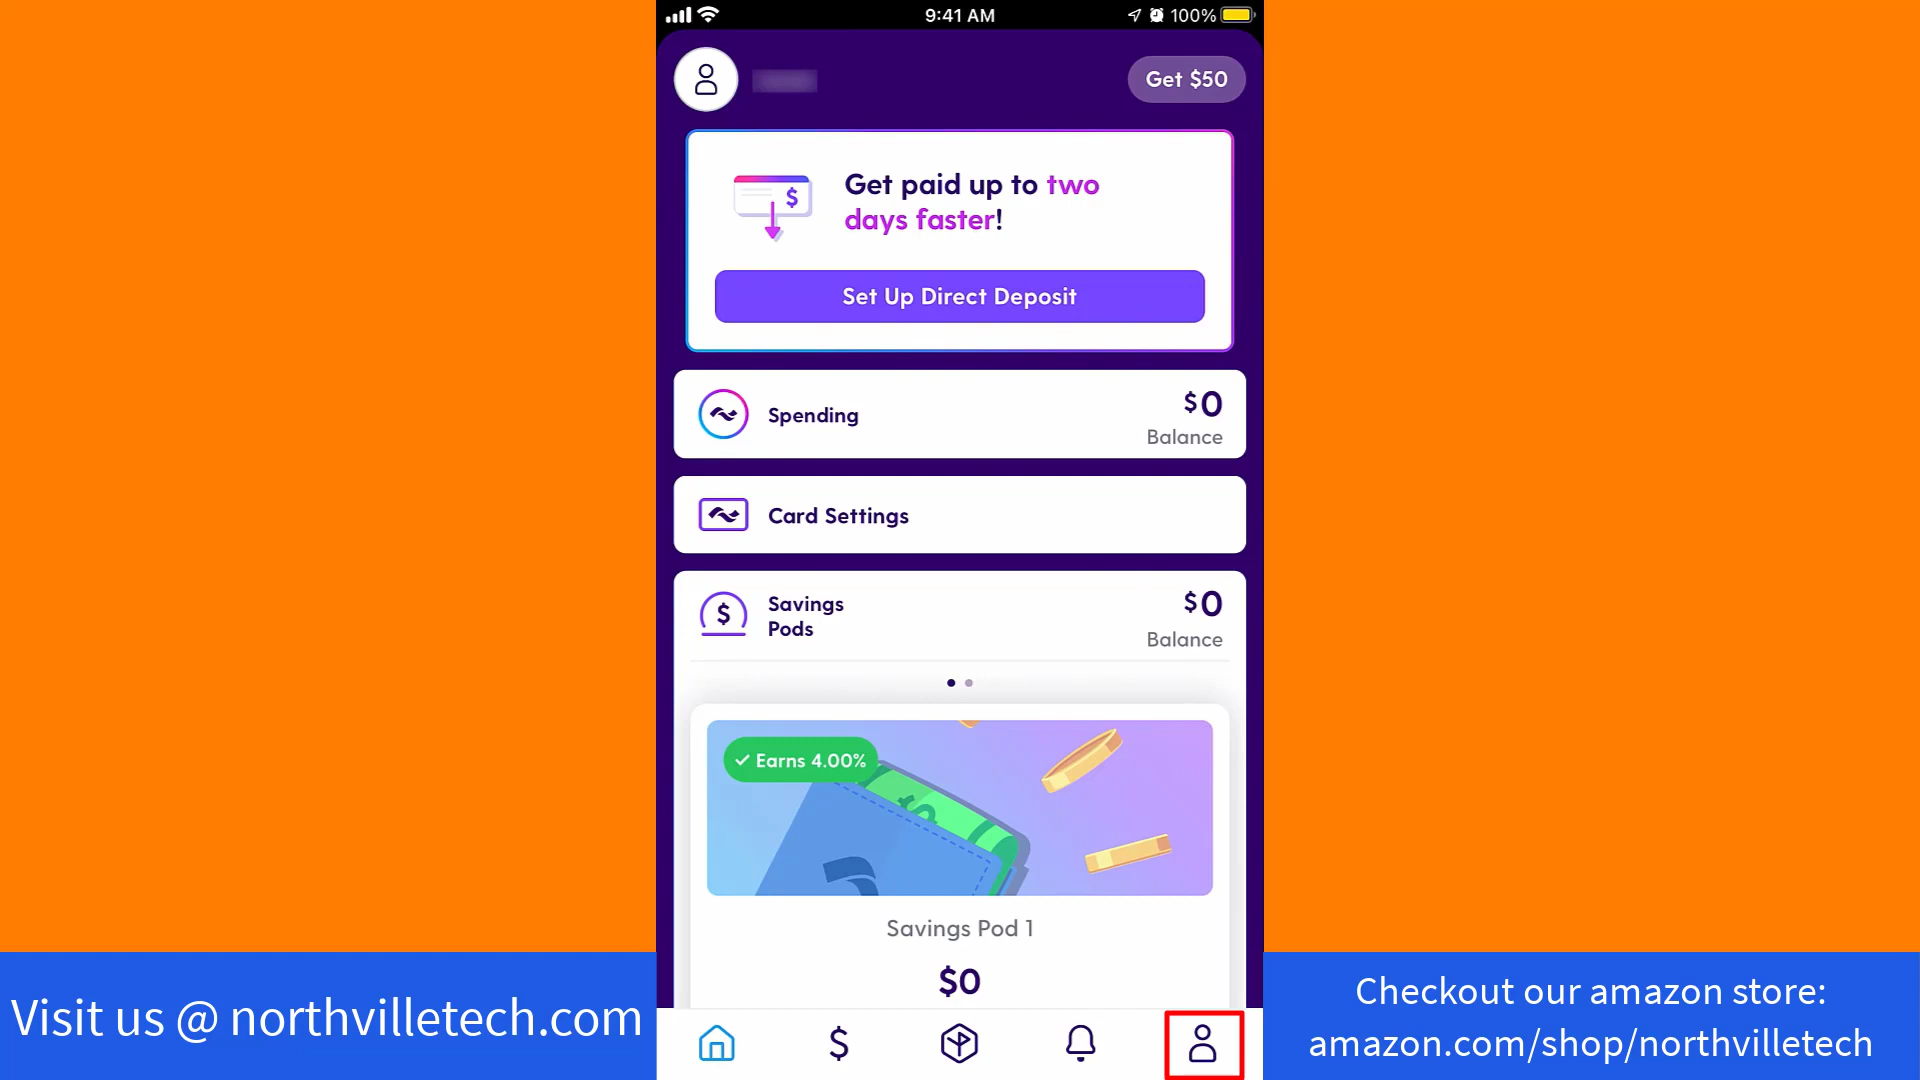 9:41 AM
100%
Get $50
Get paid up to two
days faster!
Set Up Direct Deposit
Spending
$0
Balance
Card Settings
Savings
Pods
$0
Balance
Earns 4.00%
Savings Pod 1
$0
Visit us @ northvilletech.com
Checkout our amazon store:
amazon.com/shop/northvilletech